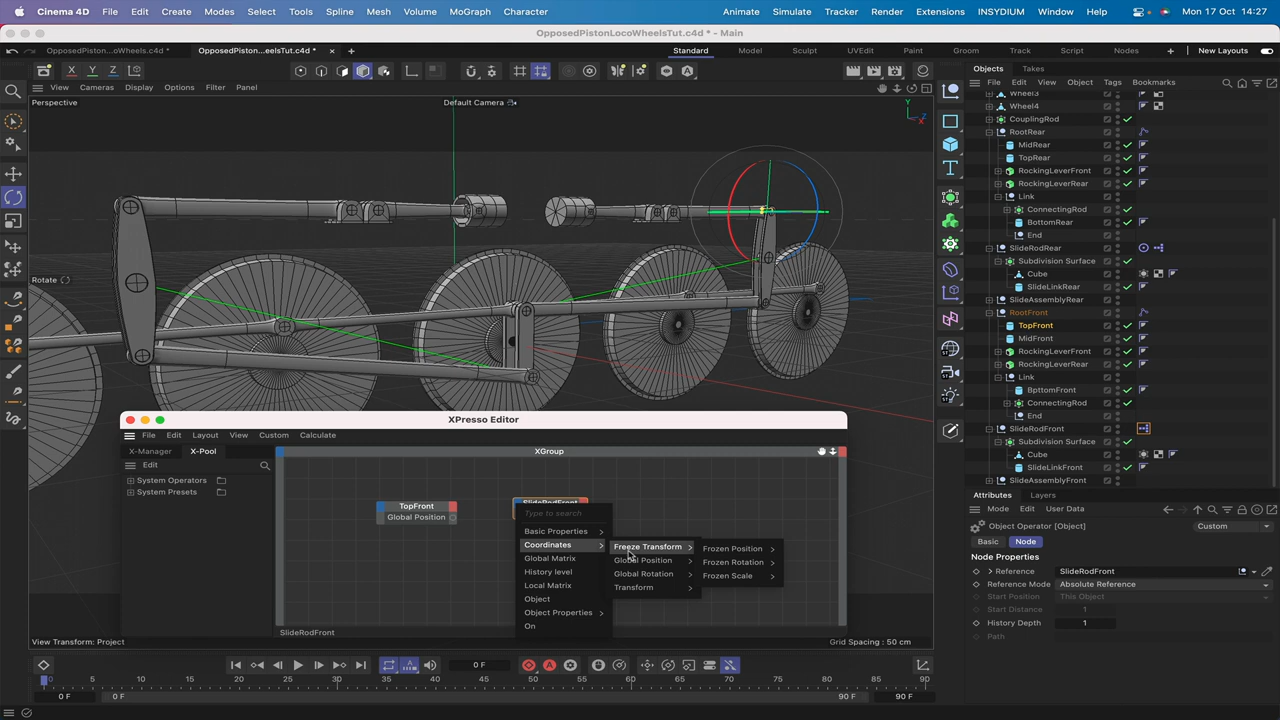 Cinema 4D File Edit Create Modes Select Tools Spline Mesh Volume MoGraph Character Animate Simulate Tracker Render Extensions INSYDIUM Window Help Mon 17 Oct 14:27
OpposedPistonLocoWheelsTut.c4d * - Main
OpposedPiston...oWheels.c4d * OpposedPiston...eelsTut.c4d * Standard Model Sculpt UVEdit Paint Groom Track Script Nodes New Layouts
X Y Z
Objects Takes
View Cameras Display Options Filter Panel
File Edit View Object Tags Bookmarks
Perspective
Default Camera
Y
Rotate
Wheel3
Wheel4
CouplingRod
RootRear
MidRear
TopRear
RockingLeverFront
RockingLeverRear
Link
ConnectingRod
BottomRear
End
SlideRodRear
Subdivision Surface
Cube
SlideLinkRear
SlideAssemblyRear
RootFront
TopFront
MidFront
RockingLeverFront
RockingLeverRear
Link
BpttomFront
ConnectingRod
End
SlideRodFront
Subdivision Surface
Cube
SlideLinkFront
SlideAssemblyFront
XPresso Editor
File Edit Layout View Custom Calculate
X-Manager X-Pool
Edit
System Operators
System Presets
XGroup
TopFront
Global Position
SlideRodFront
Type to search
Basic Properties
Coordinates
Global Matrix
History level
Local Matrix
Object
Object Properties
On
Freeze Transform
Global Position
Global Rotation
Transform
Frozen Position
Frozen Rotation
Frozen Scale
SlideRodFront
View Transform: Project
Grid Spacing : 50 cm
Attributes Layers
Mode Edit User Data
Object Operator [Object]
Custom
Basic Node
Node Properties
Reference SlideRodFront
Reference Mode Absolute Reference
Start Position This Object
Start Distance 1
History Depth 1
Path
0 F
0 5 10 15 20 25 30 35 40 45 50 55 60 65 70 75 80 85 90
0 F 0 F 90 F 90 F